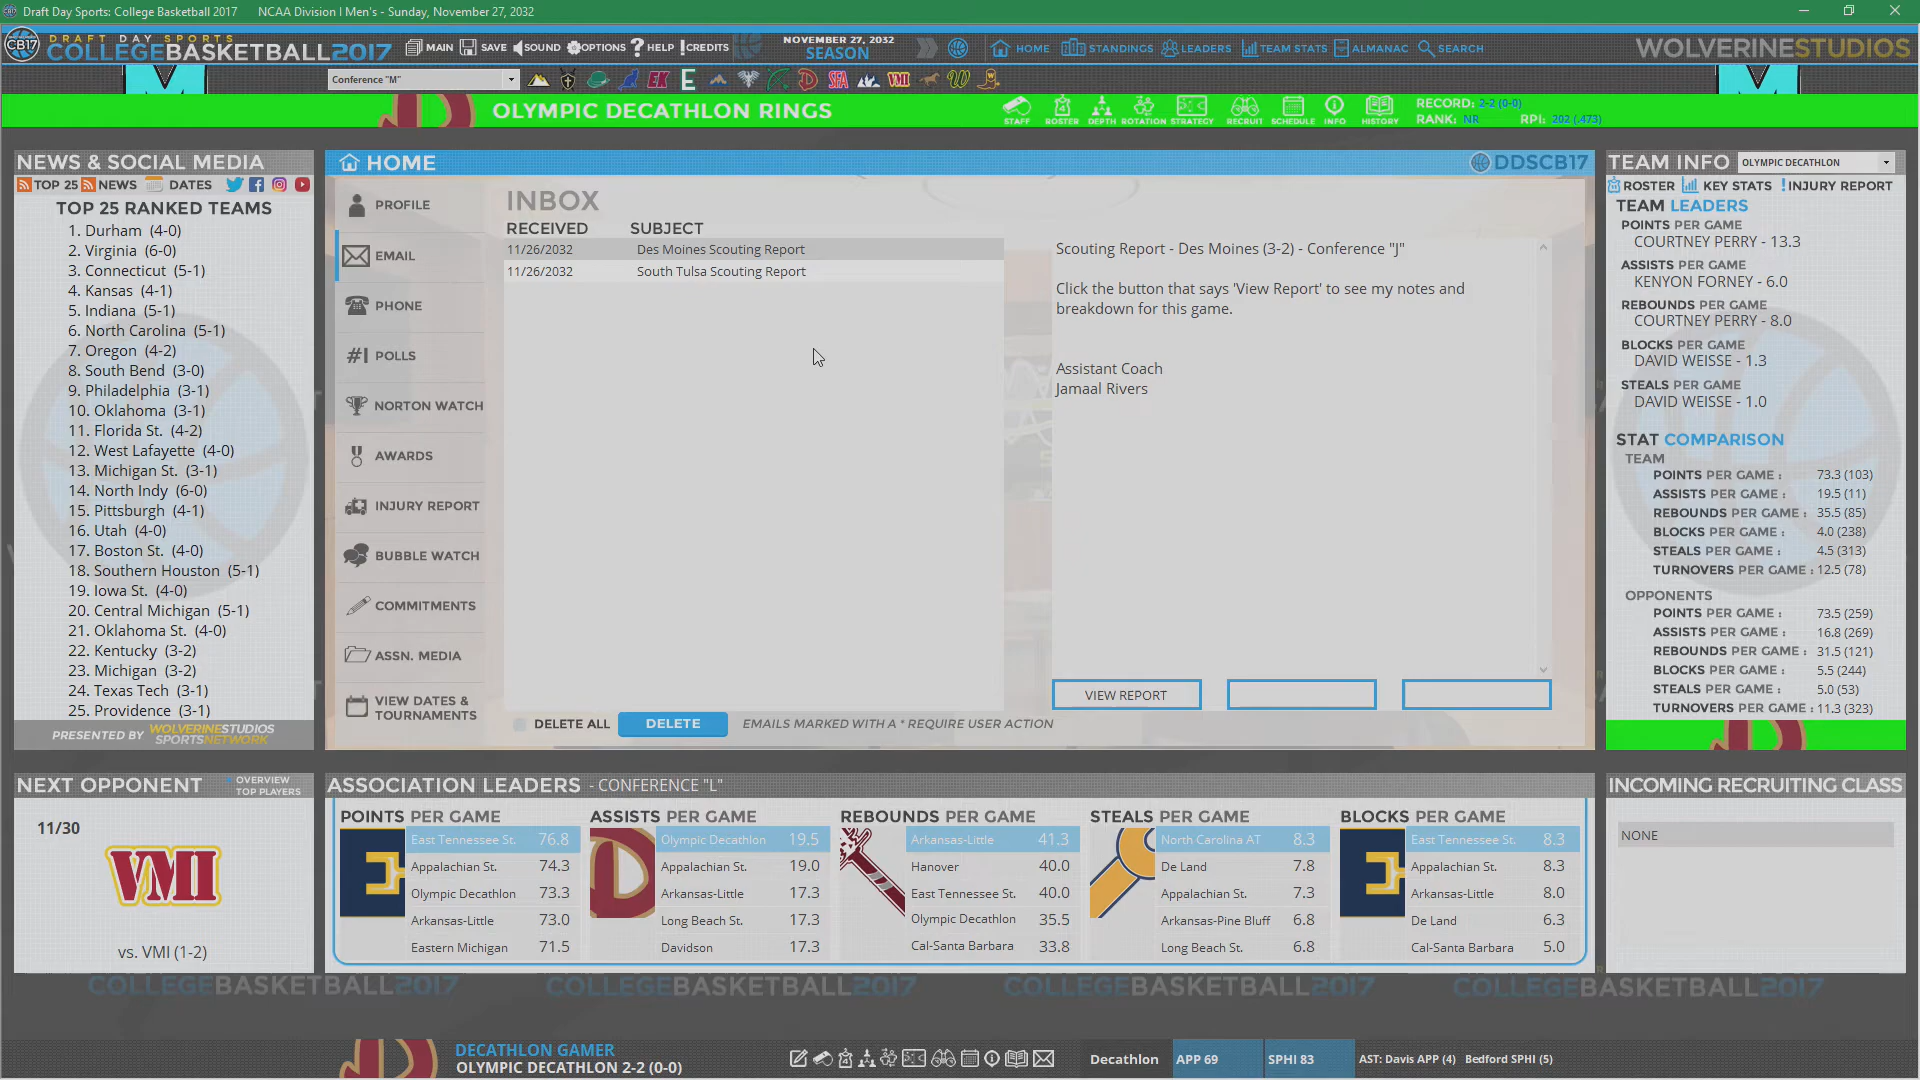 Draft Day Sports: College Basketball 2017 NCAA Division I Men's - Sunday, November 27, 2032
CB17 DRAFT DAY SPORTS
COLLEGEBASKETBALL2017
MAIN SAVE SOUND OPTIONS HELP CREDITS
NOVEMBER 27, 2032
SEASON
HOME STANDINGS LEADERS TEAM STATS ALMANAC SEARCH
WOLVERINESTUDIOS
Conference "M"
OLYMPIC DECATHLON RINGS
STAFF ROSTER DEPTH ROTATION STRATEGY RECRUIT SCHEDULE INFO HISTORY
RECORD: 2-2 (0-0)
RANK: NR RPI: 202 (.473)
NEWS & SOCIAL MEDIA
TOP 25 NEWS DATES
TOP 25 RANKED TEAMS
1. Durham (4-0)
2. Virginia (6-0)
3. Connecticut (5-1)
4. Kansas (4-1)
5. Indiana (5-1)
6. North Carolina (5-1)
7. Oregon (4-2)
8. South Bend (3-0)
9. Philadelphia (3-1)
10. Oklahoma (3-1)
11. Florida St. (4-2)
12. West Lafayette (4-0)
13. Michigan St. (3-1)
14. North Indy (6-0)
15. Pittsburgh (4-1)
16. Utah (4-0)
17. Boston St. (4-0)
18. Southern Houston (5-1)
19. Iowa St. (4-0)
20. Central Michigan (5-1)
21. Oklahoma St. (4-0)
22. Kentucky (3-2)
23. Michigan (3-2)
24. Texas Tech (3-1)
25. Providence (3-1)
PRESENTED BY WOLVERINESTUDIOS
SPORTSNETWORK
HOME
DDSCB17
PROFILE
EMAIL
PHONE
#1 POLLS
NORTON WATCH
AWARDS
INJURY REPORT
BUBBLE WATCH
COMMITMENTS
ASSN. MEDIA
VIEW DATES &
TOURNAMENTS
INBOX
RECEIVED SUBJECT
11/26/2032 Des Moines Scouting Report
11/26/2032 South Tulsa Scouting Report
DELETE ALL DELETE EMAILS MARKED WITH A * REQUIRE USER ACTION
Scouting Report - Des Moines (3-2) - Conference "J"
Click the button that says 'View Report' to see my notes and
breakdown for this game.
Assistant Coach
Jamaal Rivers
VIEW REPORT
TEAM INFO OLYMPIC DECATHLON
ROSTER KEY STATS INJURY REPORT
TEAM LEADERS
POINTS PER GAME
COURTNEY PERRY - 13.3
ASSISTS PER GAME
KENYON FORNEY - 6.0
REBOUNDS PER GAME
COURTNEY PERRY - 8.0
BLOCKS PER GAME
DAVID WEISSE - 1.3
STEALS PER GAME
DAVID WEISSE - 1.0
STAT COMPARISON
TEAM
POINTS PER GAME : 73.3 (103)
ASSISTS PER GAME : 19.5 (11)
REBOUNDS PER GAME : 35.5 (85)
BLOCKS PER GAME : 4.0 (238)
STEALS PER GAME : 4.5 (313)
TURNOVERS PER GAME : 12.5 (78)
OPPONENTS
POINTS PER GAME : 73.5 (259)
ASSISTS PER GAME : 16.8 (269)
REBOUNDS PER GAME : 31.5 (121)
BLOCKS PER GAME : 5.5 (244)
STEALS PER GAME : 5.0 (53)
TURNOVERS PER GAME : 11.3 (323)
NEXT OPPONENT
OVERVIEW
TOP PLAYERS
11/30
VMI
vs. VMI (1-2)
ASSOCIATION LEADERS - CONFERENCE "L"
POINTS PER GAME
East Tennessee St. 76.8
Appalachian St. 74.3
Olympic Decathlon 73.3
Arkansas-Little 73.0
Eastern Michigan 71.5
ASSISTS PER GAME
Olympic Decathlon 19.5
Appalachian St. 19.0
Arkansas-Little 17.3
Long Beach St. 17.3
Davidson 17.3
REBOUNDS PER GAME
Arkansas-Little 41.3
Hanover 40.0
East Tennessee St. 40.0
Olympic Decathlon 35.5
Cal-Santa Barbara 33.8
STEALS PER GAME
North Carolina AT 8.3
De Land 7.8
Appalachian St. 7.3
Arkansas-Pine Bluff 6.8
Long Beach St. 6.8
BLOCKS PER GAME
East Tennessee St. 8.3
Appalachian St. 8.3
Arkansas-Little 8.0
De Land 6.3
Cal-Santa Barbara 5.0
INCOMING RECRUITING CLASS
NONE
COLLEGEBASKETBALL2017 COLLEGEBASKETBALL2017 COLLEGEBASKETBALL2017 COLLEGEBASKETBALL2017
DECATHLON GAMER
OLYMPIC DECATHLON 2-2 (0-0)
Decathlon APP 69 SPHI 83 AST: Davis APP (4) Bedford SPHI (5)